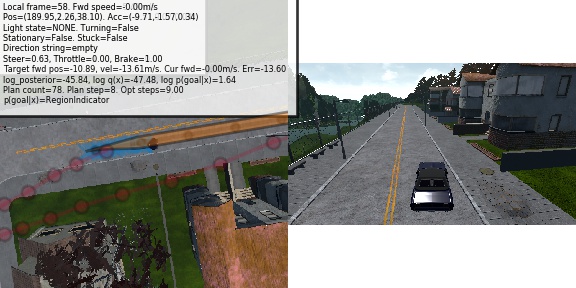 Local frame=58. Fwd speed=-0.00m/s
Pos=(189.95,2.26,38.10). Acc=(-9.71,-1.57,0.34)
Light state=NONE. Turning=False
Stationary=False. Stuck=False
Direction string=empty
Steer=0.63, Throttle=0.00, Brake=1.00
Target fwd pos=-10.89, vel=-13.61m/s. Cur fwd=-0.00m/s. Err=-13.60
log_posterior=-45.84, log q(x)=-47.48, log p(goal|x)=1.64
Plan count=78. Plan step=8. Opt steps=9.00
p(goal|x)=RegionIndicator